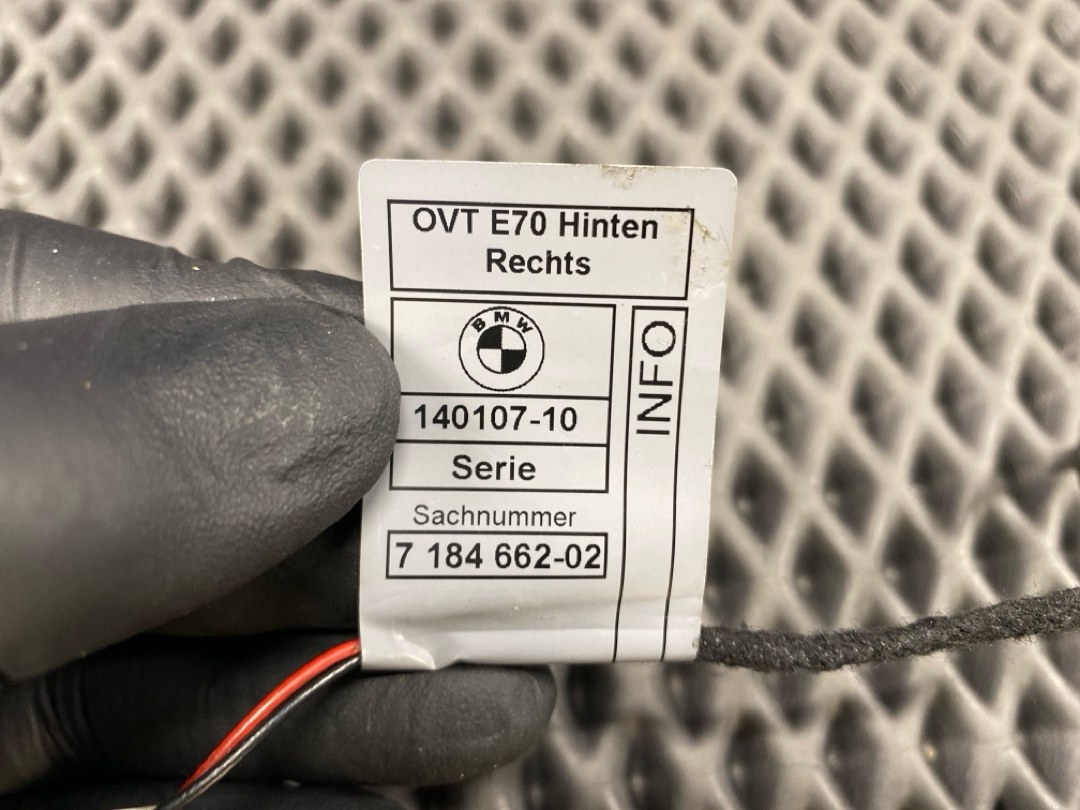 OVT E70 Hinten
Rechts
BMW
140107-10
Serie
Sachnummer
7 184 662-02
INFO